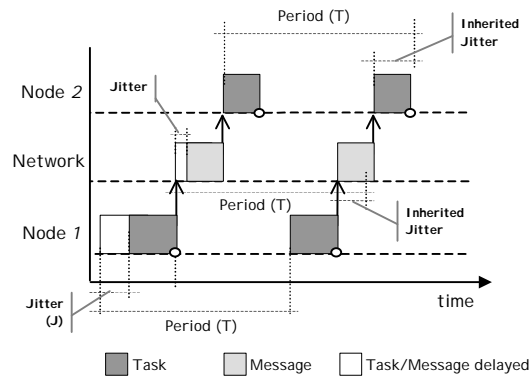 Period (T)
Inherited
Jitter
Node 2
Jitter
Network
Period (T)
Inherited
Jitter
Node 1
time
Jitter
(J)
Period (T)
Task
Message
Task/Message delayed